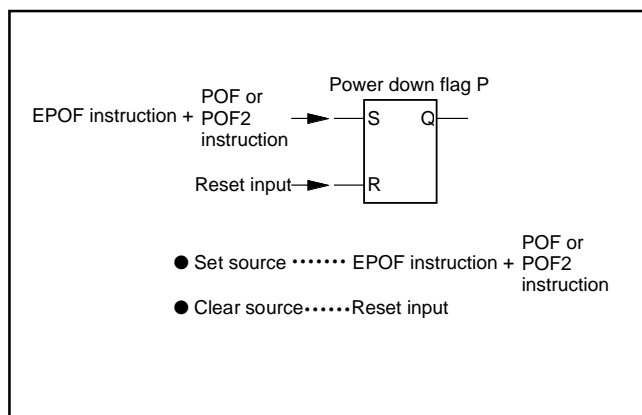 Power down flag P
EPOF instruction + POF or POF2 instruction
S Q
Reset input R
● Set source ······· EPOF instruction + POF or POF2 instruction
● Clear source ······ Reset input